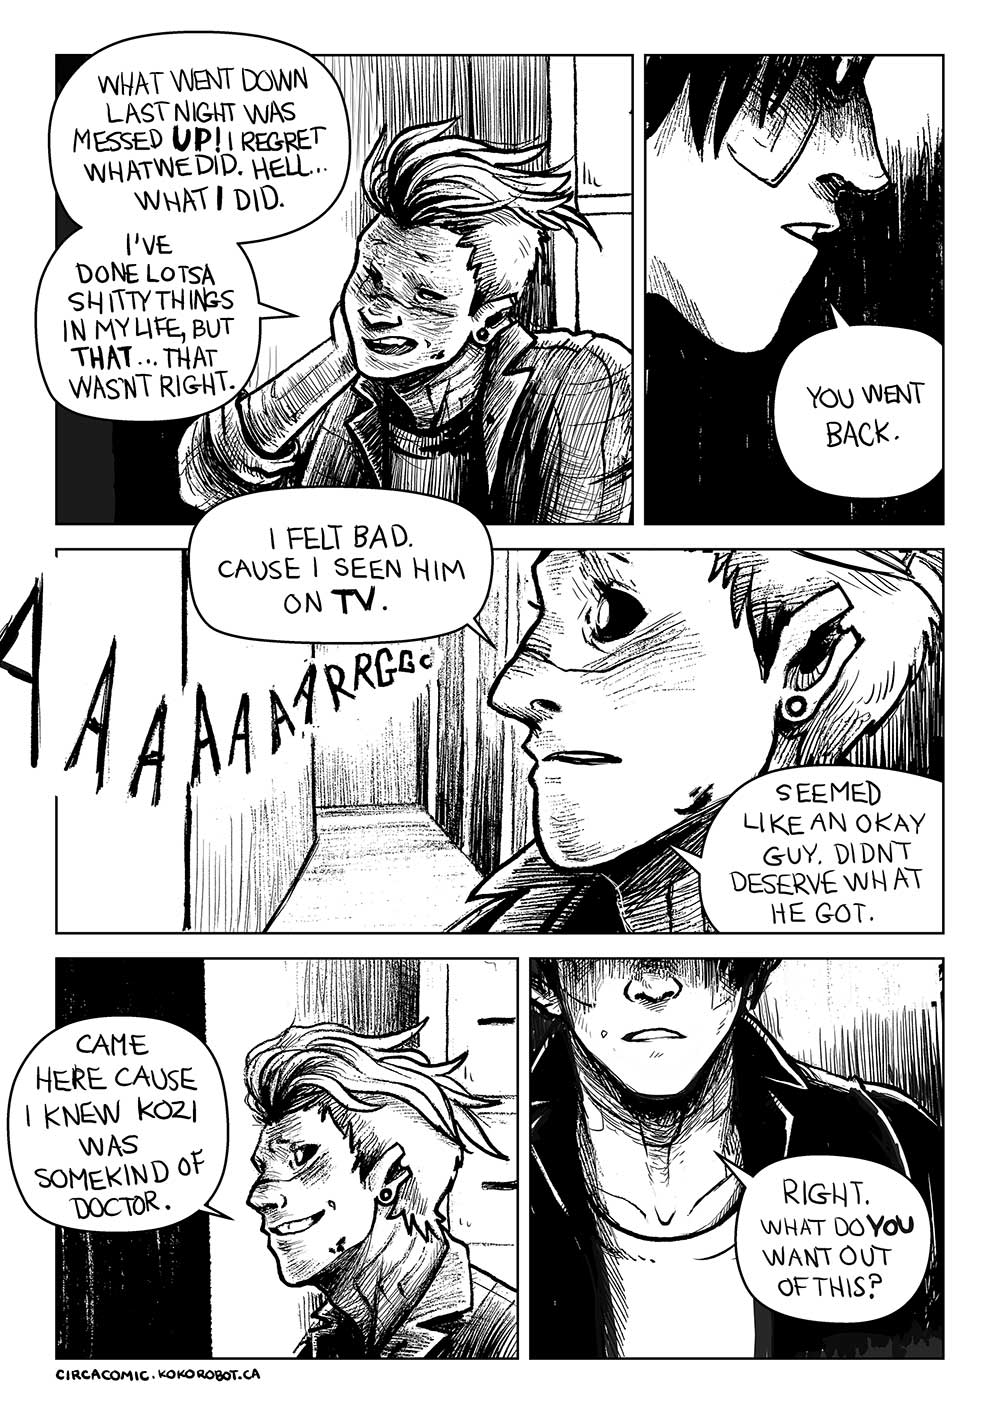 WHAT WENT DOWN
LAST NIGHT WAS
MESSED UP! I REGRET
WHAT WE DID. HELL...
WHAT I DID.
I'VE
DONE LOTSA
SHITTY THINGS
IN MY LIFE, BUT
THAT... THAT
WASN'T RIGHT.
YOU WENT
BACK.
I FELT BAD.
CAUSE I SEEN HIM
ON TV.
AAAAAAAARRGGG
SEEMED
LIKE AN OKAY
GUY. DIDNT
DESERVE WHAT
HE GOT.
CAME
HERE CAUSE
I KNEW KOZI
WAS
SOMEKIND OF
DOCTOR.
RIGHT.
WHAT DO YOU
WANT OUT
OF THIS?
CIRCACOMIC.KOKOROBOT.CA